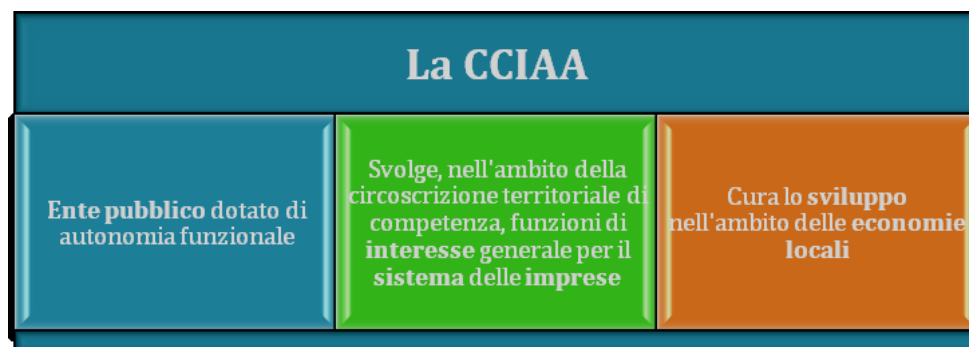 La CCIAA
Ente pubblico dotato di
autonomia funzionale
Svolge, nell'ambito della
circoscrizione territoriale di
competenza, funzioni di
interesse generale per il
sistema delle imprese
Cura lo sviluppo
nell'ambito delle economie
locali